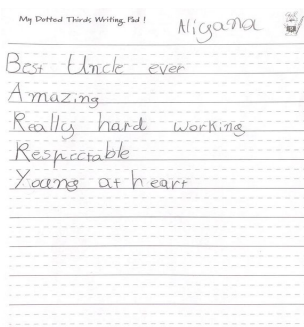 My Dotted Thirds Writing Pad !
Aliyana
Best Uncle ever
Amazing
Really hard working
Respectable
Young at heart